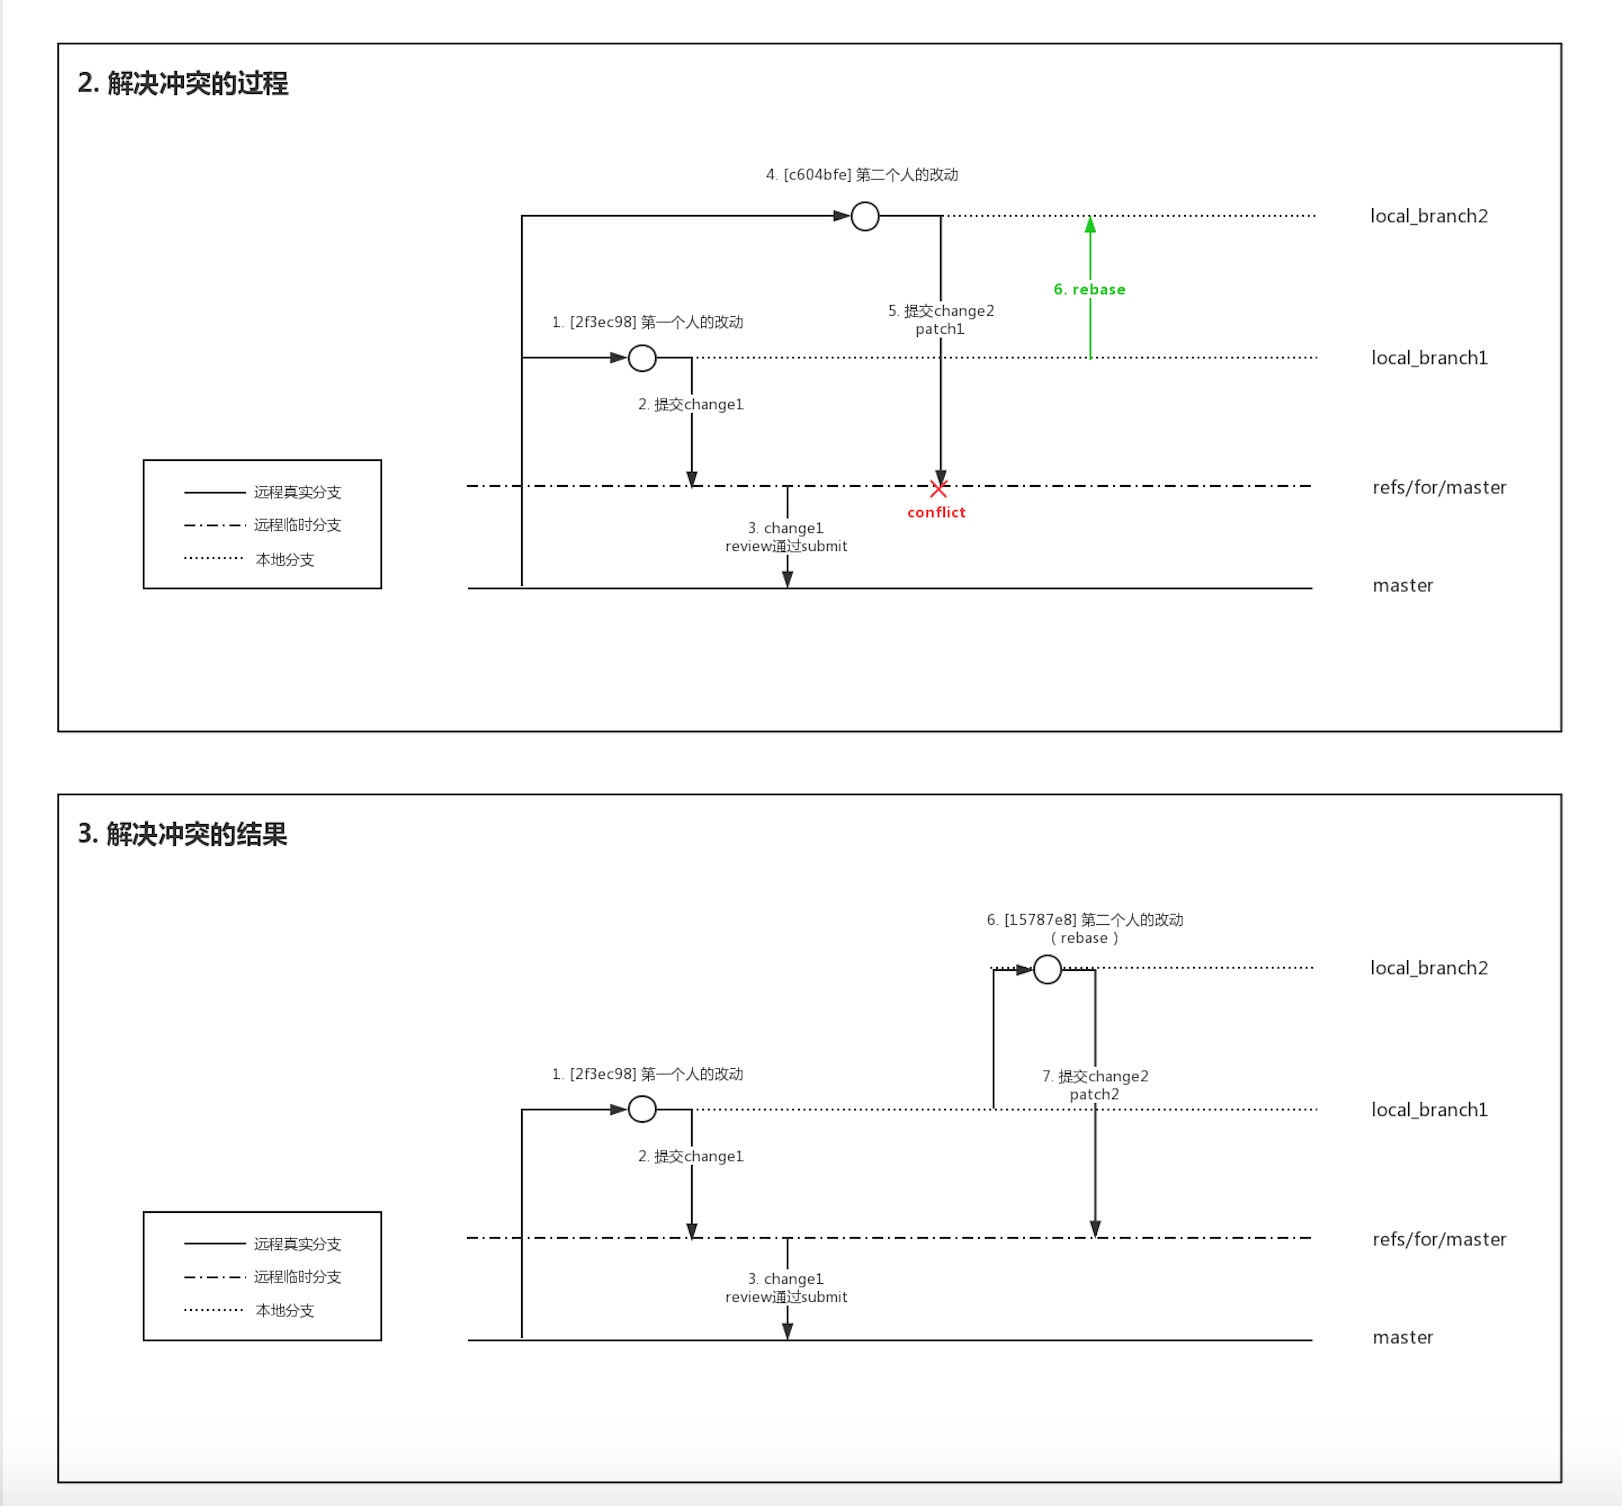 2. 解决冲突的过程
4. [c604bfe] 第二个人的改动
local_branch2
6. rebase
5. 提交change2
patch1
1. [2f3ec98] 第一个人的改动
local_branch1
2. 提交change1
远程真实分支
远程临时分支
本地分支
refs/for/master
conflict
3. change1
review通过submit
master
3. 解决冲突的结果
6. [15787e8] 第二个人的改动
( rebase )
local_branch2
1. [2f3ec98] 第一个人的改动
7. 提交change2
patch2
local_branch1
2. 提交change1
远程真实分支
远程临时分支
本地分支
refs/for/master
3. change1
review通过submit
master